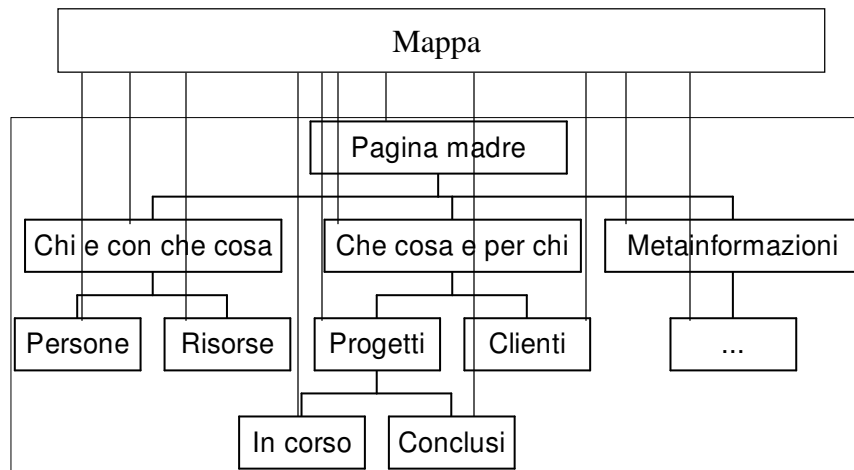 Mappa
Pagina madre
Chi e con che cosa
Che cosa e per chi
Metainformazioni
Persone
Risorse
Progetti
Clienti
...
In corso
Conclusi